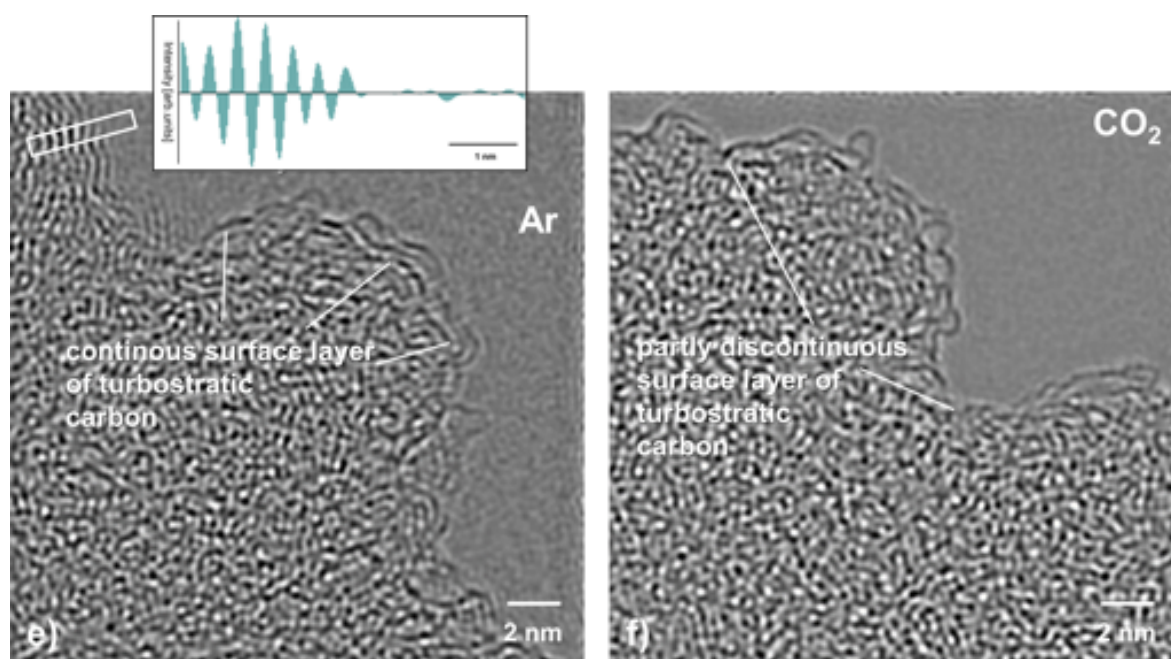 Intensity [arb.units]
1 nm
Ar
continous surface layer
of turbostratic
carbon
e)
2 nm
CO₂
partly discontinuous
surface layer of
turbostratic
carbon
f)
2 nm